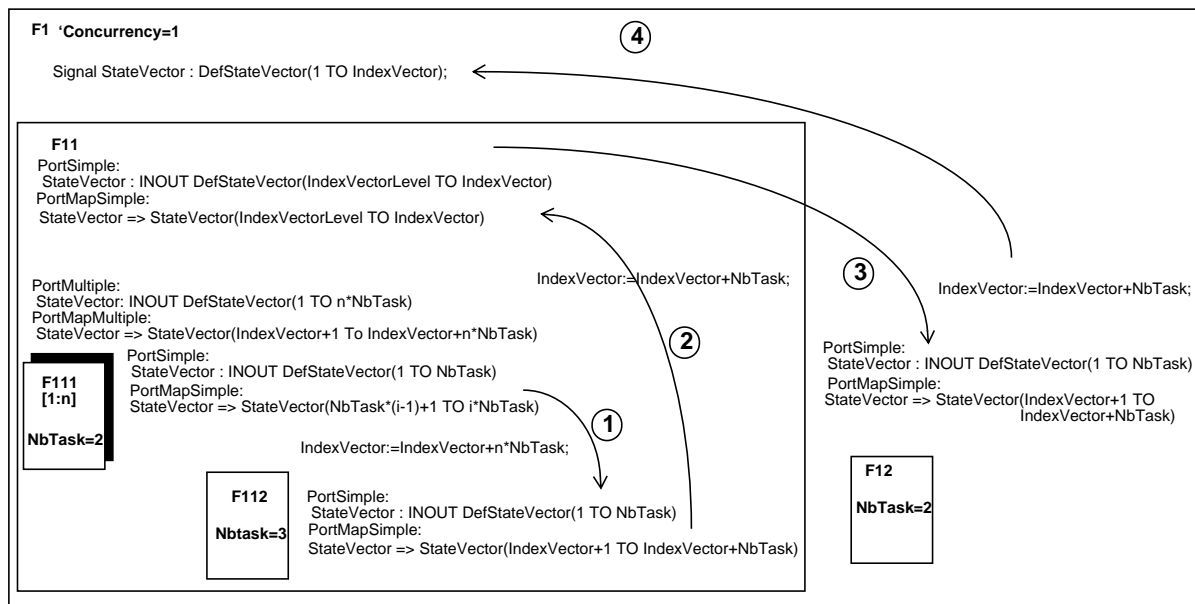 F1 ‘Concurrency=1
4
Signal StateVector : DefStateVector(1 TO IndexVector);
F11
PortSimple:
StateVector : INOUT DefStateVector(IndexVectorLevel TO IndexVector)
PortMapSimple:
StateVector => StateVector(IndexVectorLevel TO IndexVector)
IndexVector:=IndexVector+NbTask;
3
IndexVector:=IndexVector+NbTask;
PortMultiple:
StateVector: INOUT DefStateVector(1 TO n*NbTask)
PortMapMultiple:
StateVector => StateVector(IndexVector+1 To IndexVector+n*NbTask)
2
F111
[1:n]
NbTask=2
PortSimple:
StateVector : INOUT DefStateVector(1 TO NbTask)
PortMapSimple:
StateVector => StateVector(NbTask*(i-1)+1 TO i*NbTask)
1
IndexVector:=IndexVector+n*NbTask;
F112
Nbtask=3
PortSimple:
StateVector : INOUT DefStateVector(1 TO NbTask)
PortMapSimple:
StateVector => StateVector(IndexVector+1 TO IndexVector+NbTask)
PortSimple:
StateVector : INOUT DefStateVector(1 TO NbTask)
PortMapSimple:
StateVector => StateVector(IndexVector+1 TO
IndexVector+NbTask)
F12
NbTask=2